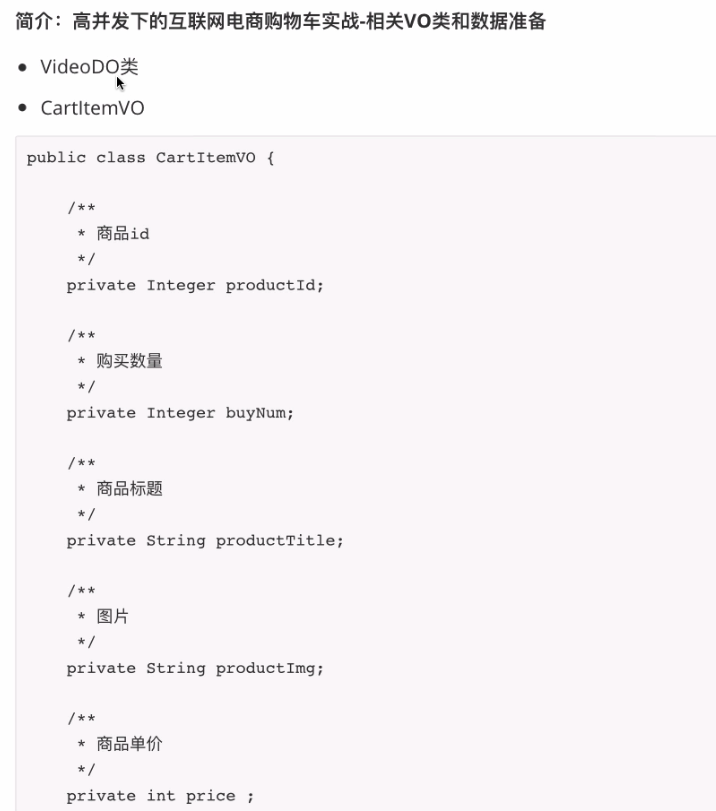 简介：高并发下的互联网电商购物车实战-相关VO类和数据准备
VideoDO类
CartItemVO
public class CartItemVO {
/**
* 商品id
*/
private Integer productId;
/**
* 购买数量
*/
private Integer buyNum;
/**
* 商品标题
*/
private String productTitle;
/**
* 图片
*/
private String productImg;
/**
* 商品单价
*/
private int price ;